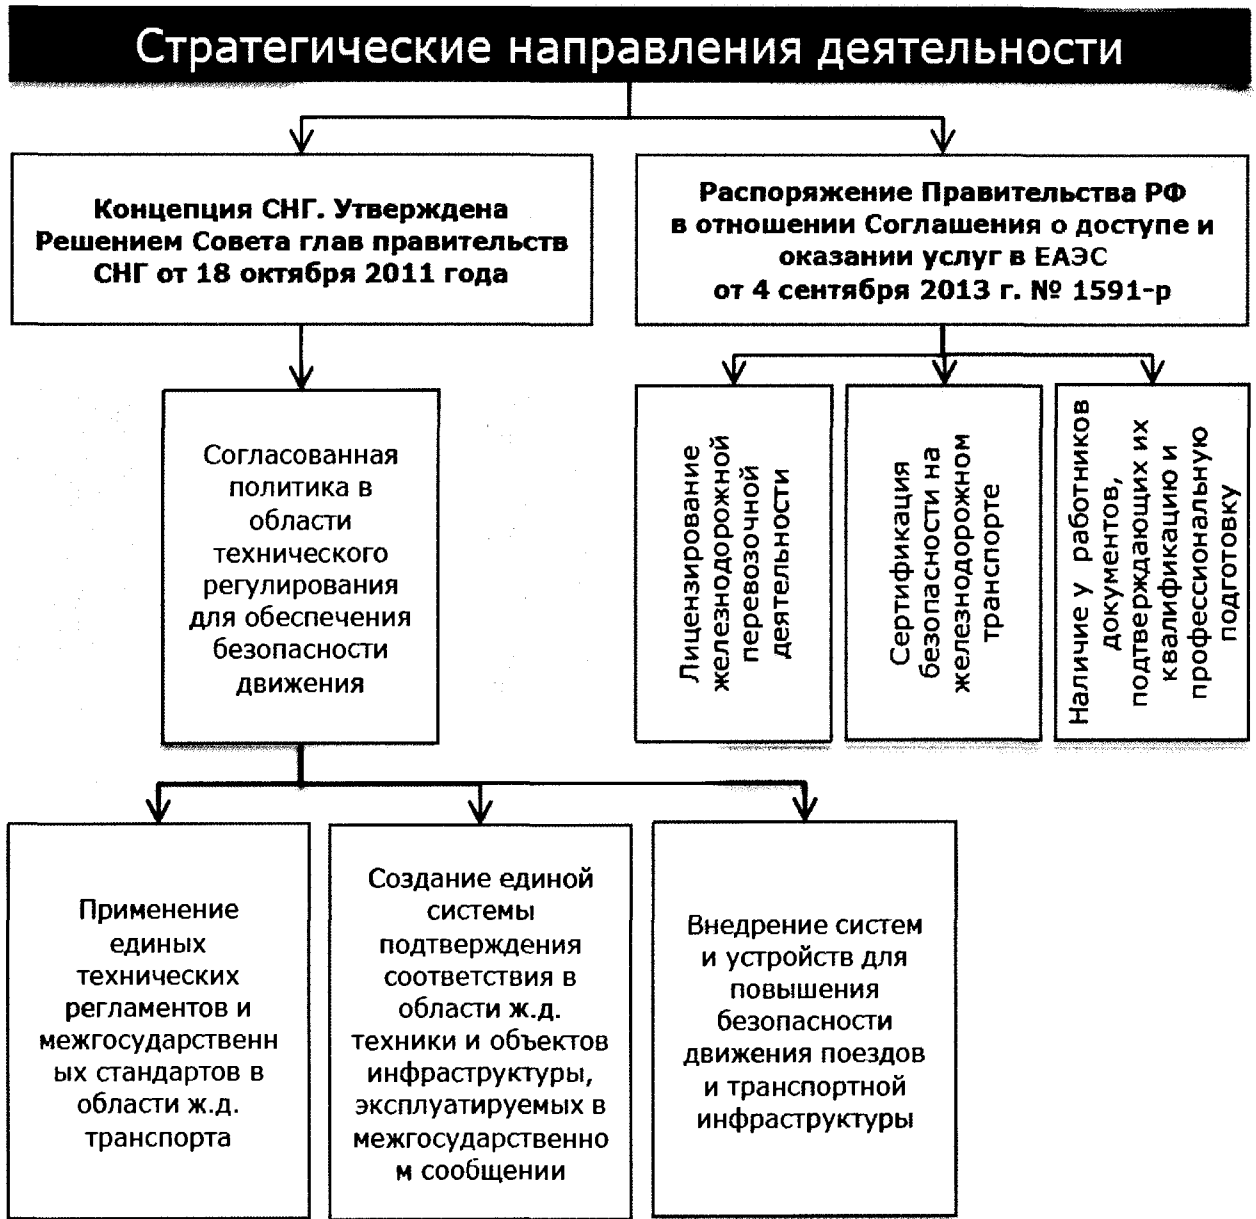 Стратегические направления деятельности
Концепция СНГ. Утверждена
Решением Совета глав правительств
СНГ от 18 октября 2011 года
Распоряжение Правительства РФ
в отношении Соглашения о доступе и
оказании услуг в ЕАЭС
от 4 сентября 2013 г. № 1591-р
Согласованная
политика в
области
технического
регулирования
для обеспечения
безопасности
движения
Лицензирование
железнодорожной
перевозочной
деятельности
Сертификация
безопасности на
железнодорожном
транспорте
Наличие у работников
документов,
подтверждающих их
квалификацию и
профессиональную
подготовку
Применение
единых
технических
регламентов и
межгосударственн
ых стандартов в
области ж.д.
транспорта
Создание единой
системы
подтверждения
соответствия в
области ж.д.
техники и объектов
инфраструктуры,
эксплуатируемых в
межгосударственно
м сообщении
Внедрение систем
и устройств для
повышения
безопасности
движения поездов
и транспортной
инфраструктуры